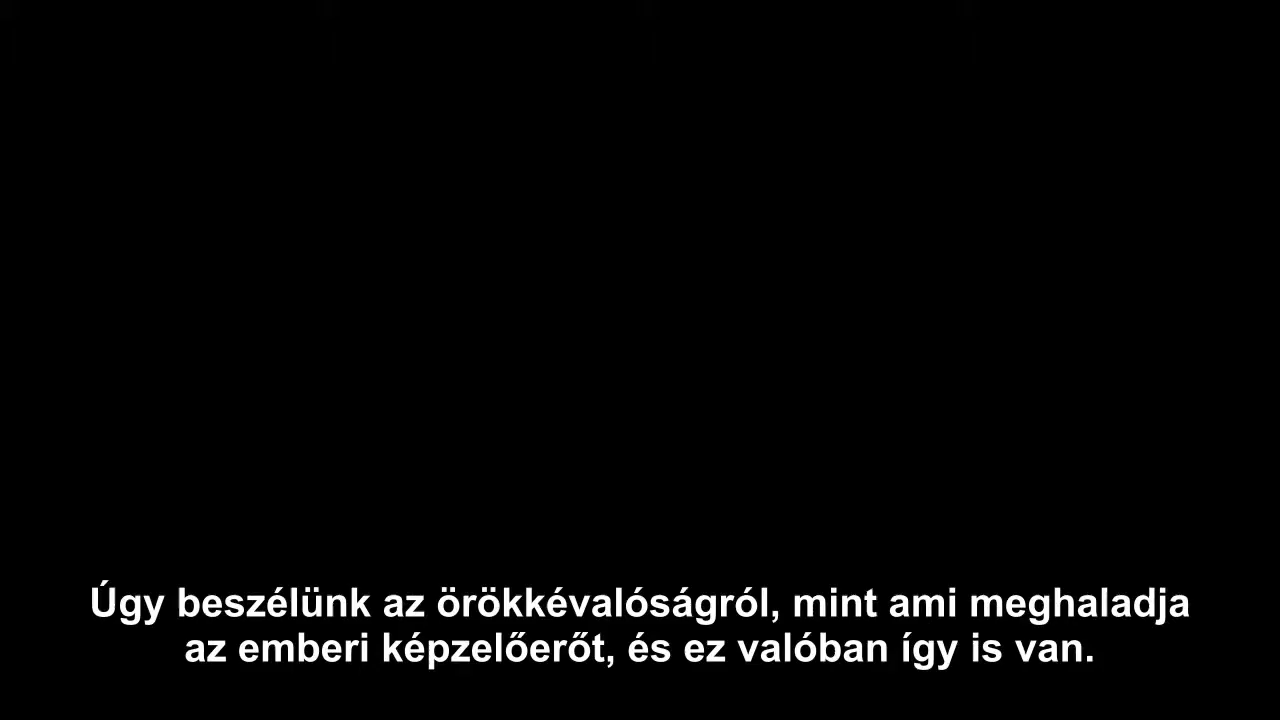 Úgy beszélünk az örökkévalóságról, mint ami meghaladja
az emberi képzelőerőt, és ez valóban így is van.